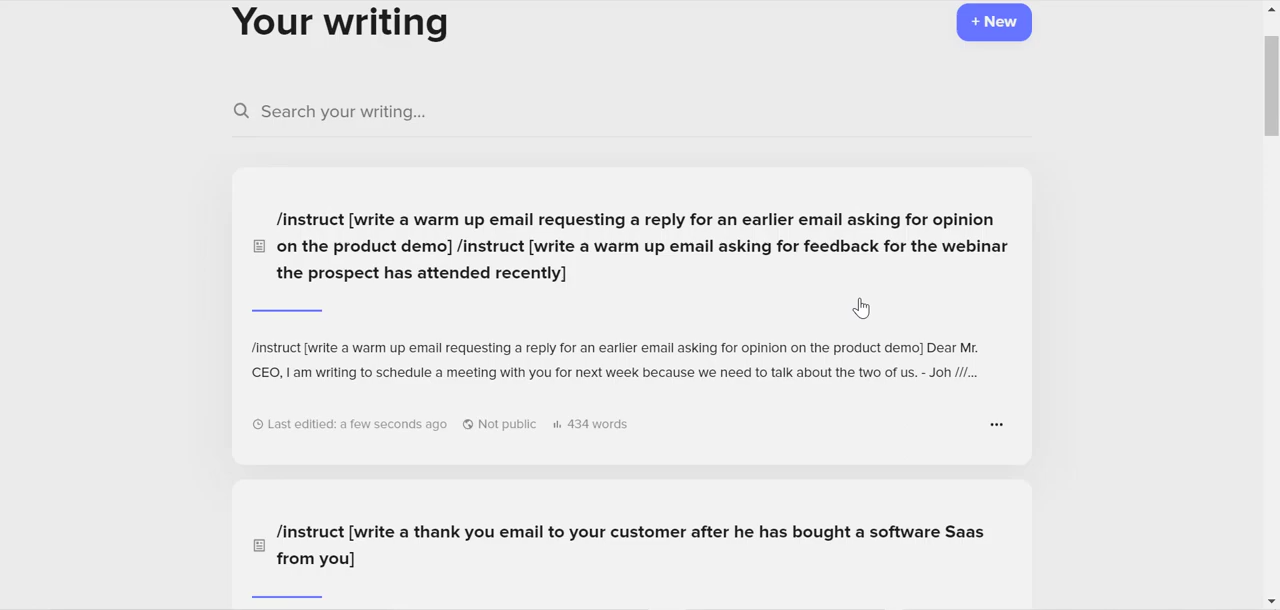 Your writing
+ New
Search your writing...
/instruct [write a warm up email requesting a reply for an earlier email asking for opinion
on the product demo] /instruct [write a warm up email asking for feedback for the webinar
the prospect has attended recently]
/instruct [write a warm up email requesting a reply for an earlier email asking for opinion on the product demo] Dear Mr.
CEO, I am writing to schedule a meeting with you for next week because we need to talk about the two of us. - Joh ///...
Last editied: a few seconds ago Not public 434 words
/instruct [write a thank you email to your customer after he has bought a software Saas
from you]